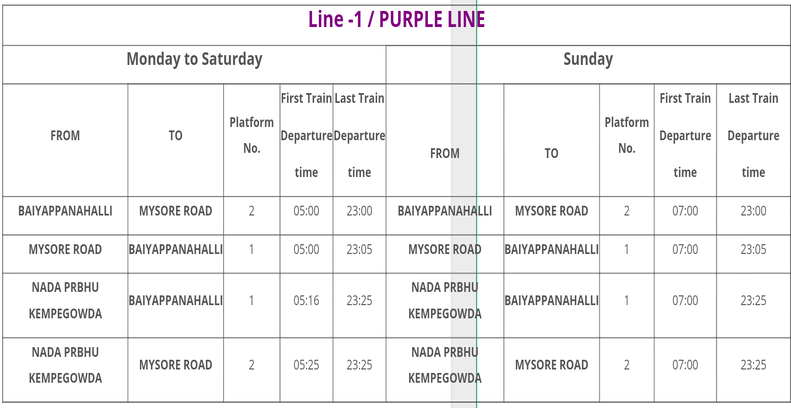 Line -1 / PURPLE LINE
Monday to Saturday Sunday
FROM TO Platform No. First Train Departure time Last Train Departure time FROM TO Platform No. First Train Departure time Last Train Departure time
BAIYAPPANAHALLI MYSORE ROAD 2 05:00 23:00 BAIYAPPANAHALLI MYSORE ROAD 2 07:00 23:00
MYSORE ROAD BAIYAPPANAHALLI 1 05:00 23:05 MYSORE ROAD BAIYAPPANAHALLI 1 07:00 23:05
NADA PRBHU KEMPEGOWDA BAIYAPPANAHALLI 1 05:16 23:25 NADA PRBHU KEMPEGOWDA BAIYAPPANAHALLI 1 07:00 23:25
NADA PRBHU KEMPEGOWDA MYSORE ROAD 2 05:25 23:25 NADA PRBHU KEMPEGOWDA MYSORE ROAD 2 07:00 23:25